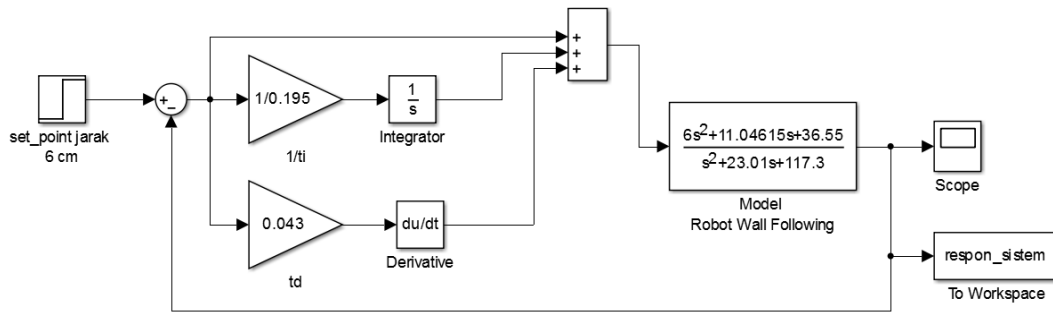 +
+
+
+
−
set_point jarak
6 cm
1/0.195
1/ti
1
s
Integrator
0.043
td
du/dt
Derivative
6s²+11.04615s+36.55
s²+23.01s+117.3
Model
Robot Wall Following
Scope
respon_sistem
To Workspace